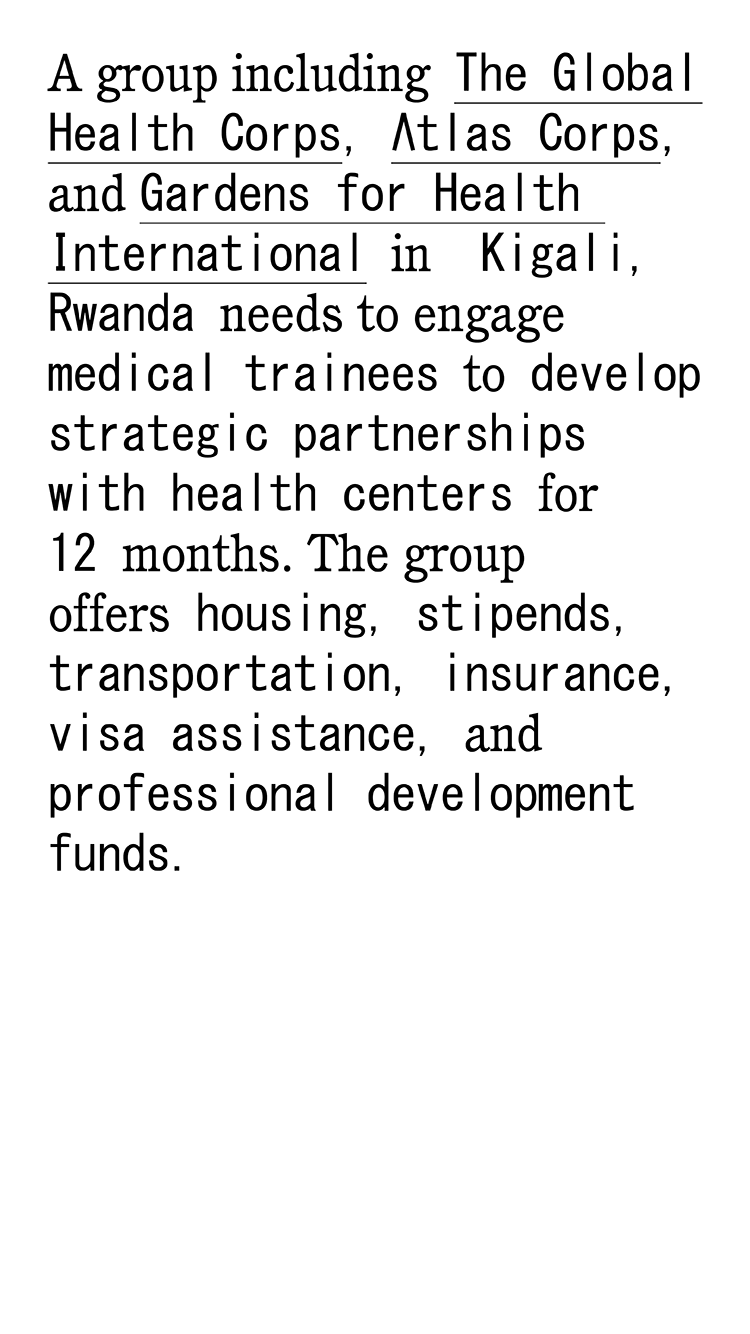 A group including The Global
Health Corps, Atlas Corps,
and Gardens for Health
International in Kigali,
Rwanda needs to engage
medical trainees to develop
strategic partnerships
with health centers for
12 months. The group
offers housing, stipends,
transportation, insurance,
visa assistance, and
professional development
funds.